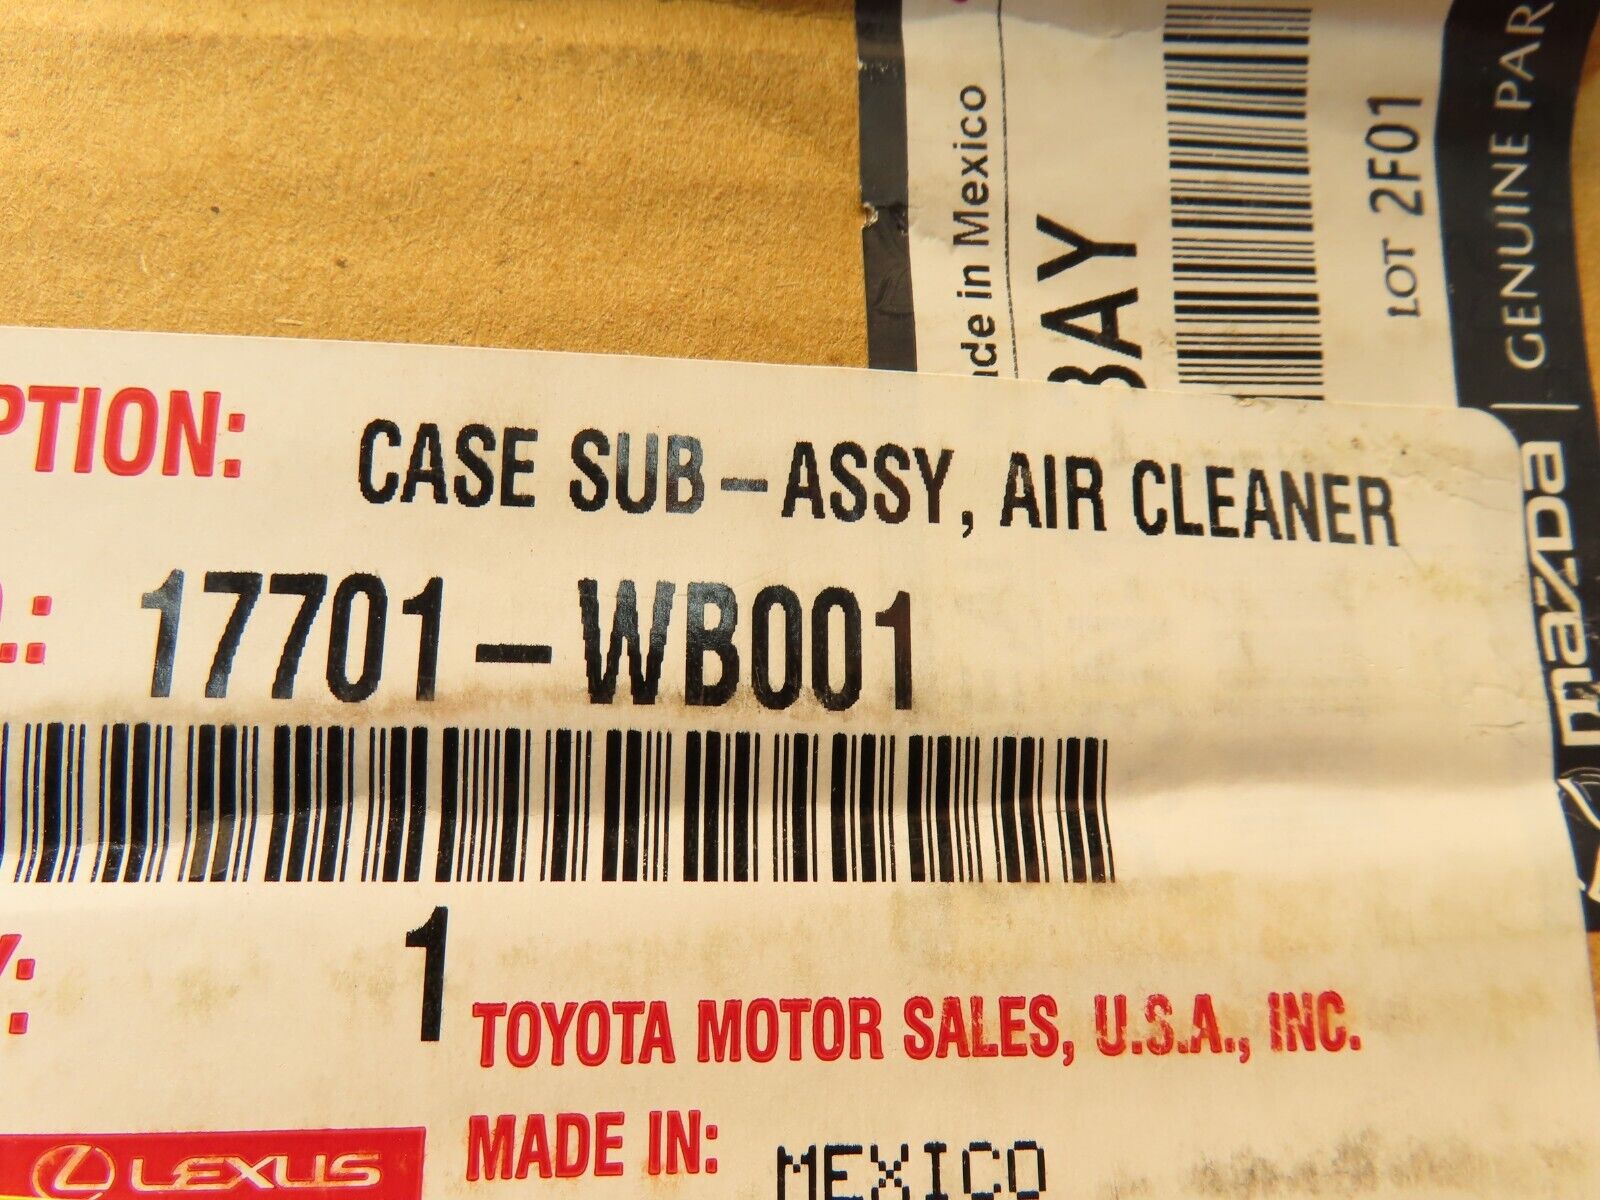 Made in Mexico
BAY
LOT 2F01
mazda | GENUINE PAR
PTION: CASE SUB-ASSY, AIR CLEANER
O.: 17701-WB001
Y: 1
TOYOTA MOTOR SALES, U.S.A., INC.
LEXUS
MADE IN: MEXICO